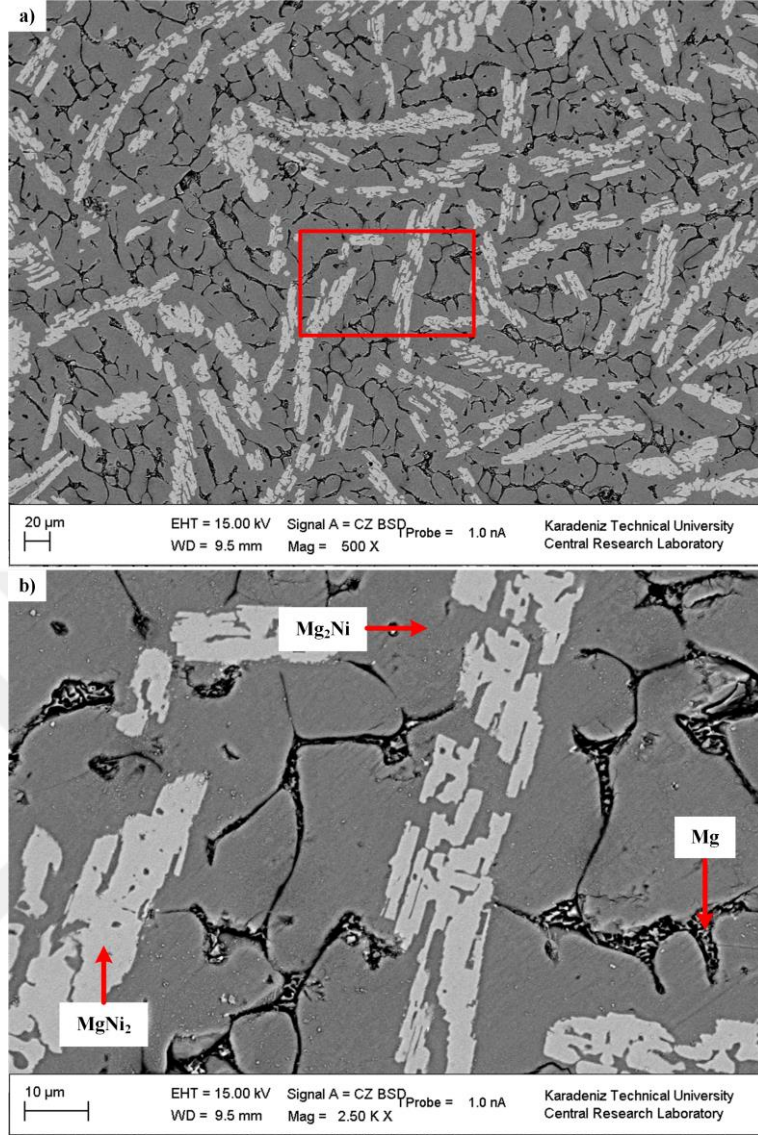 a)
20 µm
EHT = 15.00 kV Signal A = CZ BSD I Probe = 1.0 nA Karadeniz Technical University
WD = 9.5 mm Mag = 500 X Central Research Laboratory
b)
Mg₂Ni
Mg
MgNi₂
10 µm
EHT = 15.00 kV Signal A = CZ BSD I Probe = 1.0 nA Karadeniz Technical University
WD = 9.5 mm Mag = 2.50 K X Central Research Laboratory